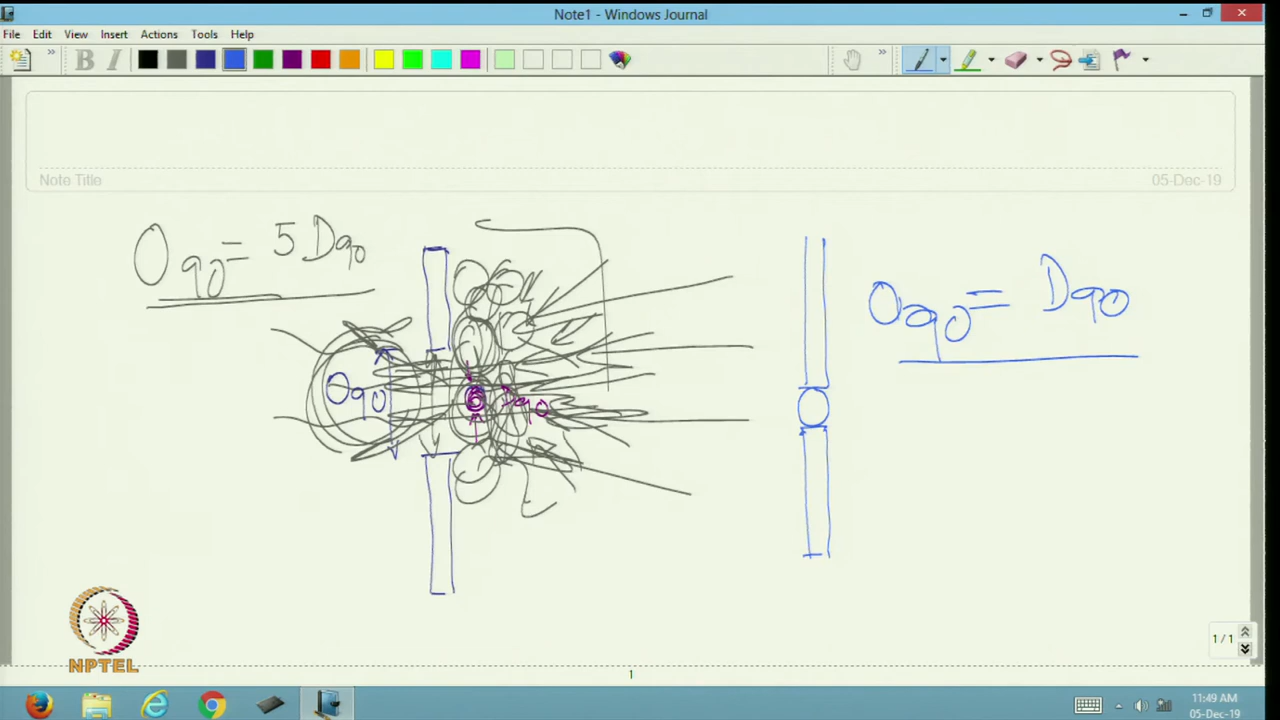 Note1 - Windows Journal
File Edit View Insert Actions Tools Help
B I
Note Title
05-Dec-19
O90 = 5 D90
O90 = D90
O90
D90
NPTEL
1 / 1
1
11:49 AM
05-Dec-19